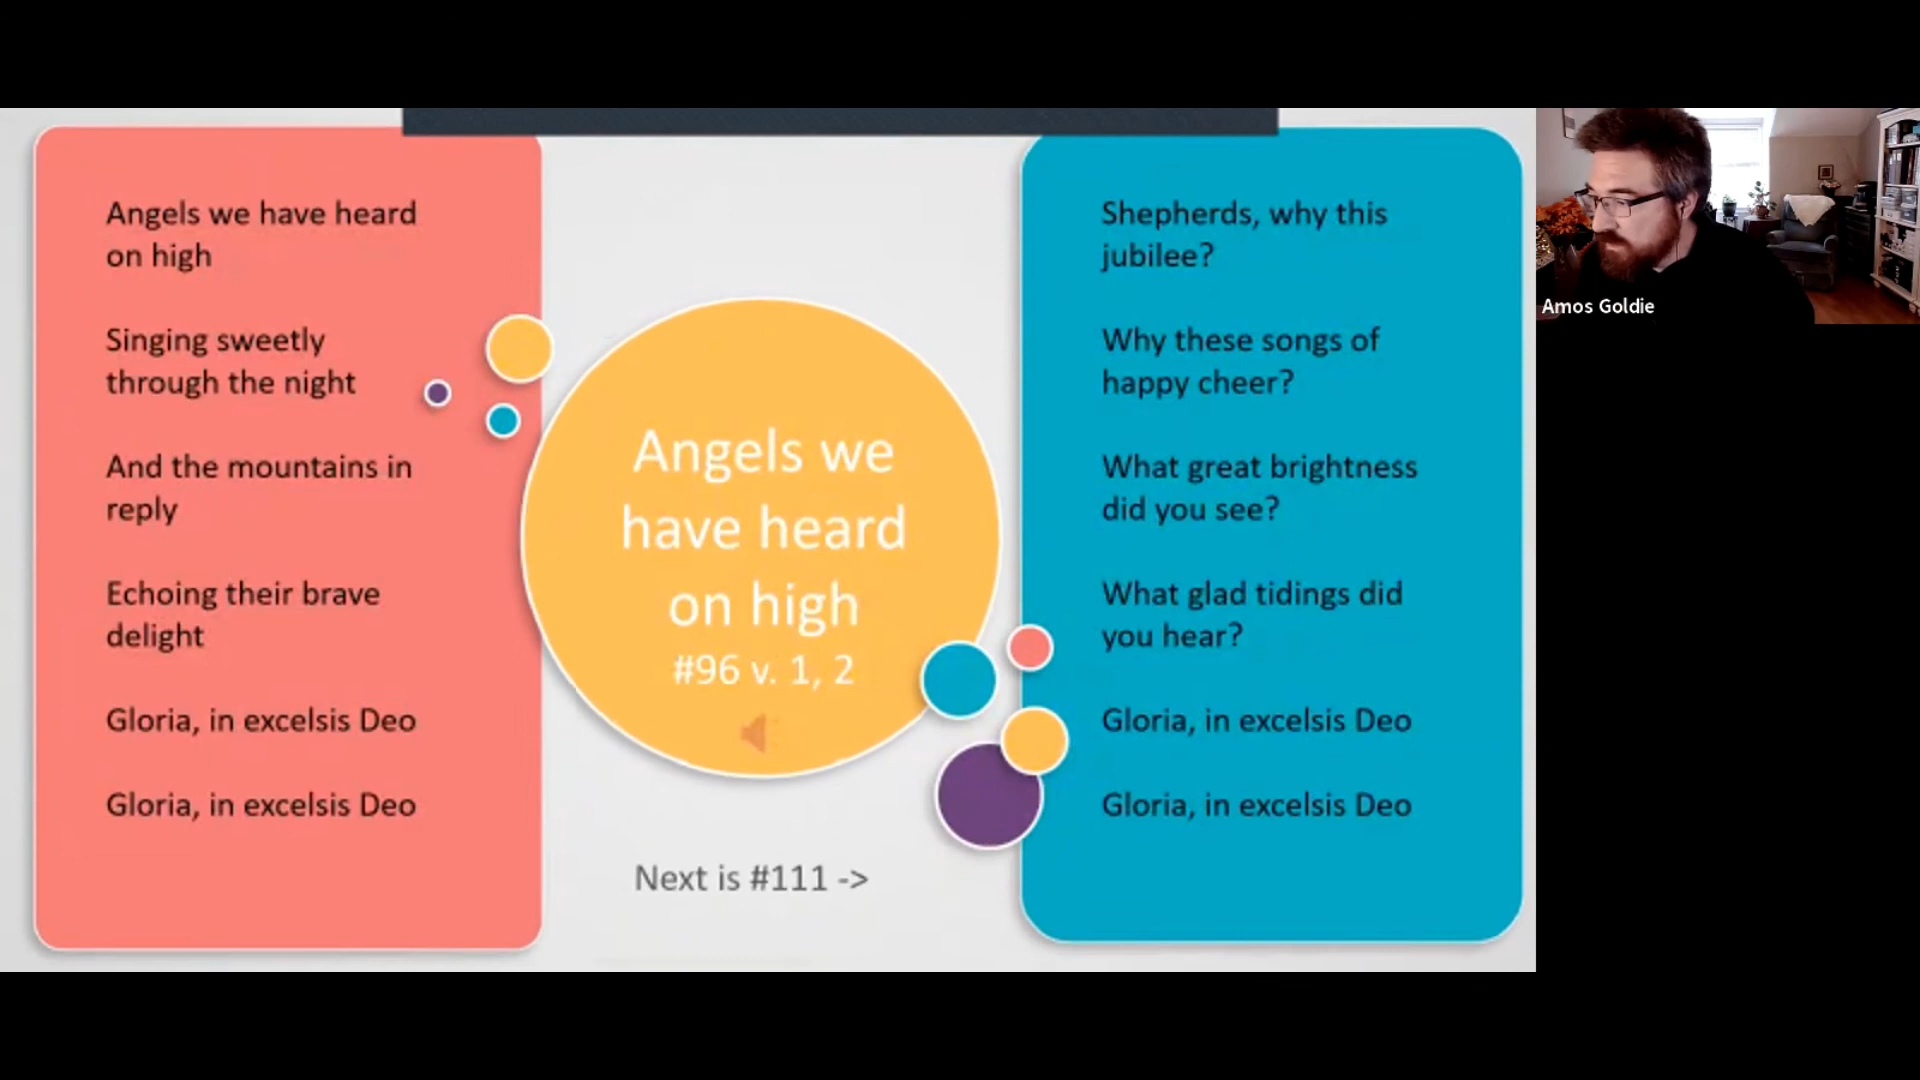 Angels we have heard
on high
Singing sweetly
through the night
And the mountains in
reply
Echoing their brave
delight
Gloria, in excelsis Deo
Gloria, in excelsis Deo
Angels we
have heard
on high
#96 v. 1, 2
Next is #111 ->
Shepherds, why this
jubilee?
Why these songs of
happy cheer?
What great brightness
did you see?
What glad tidings did
you hear?
Gloria, in excelsis Deo
Gloria, in excelsis Deo
Amos Goldie